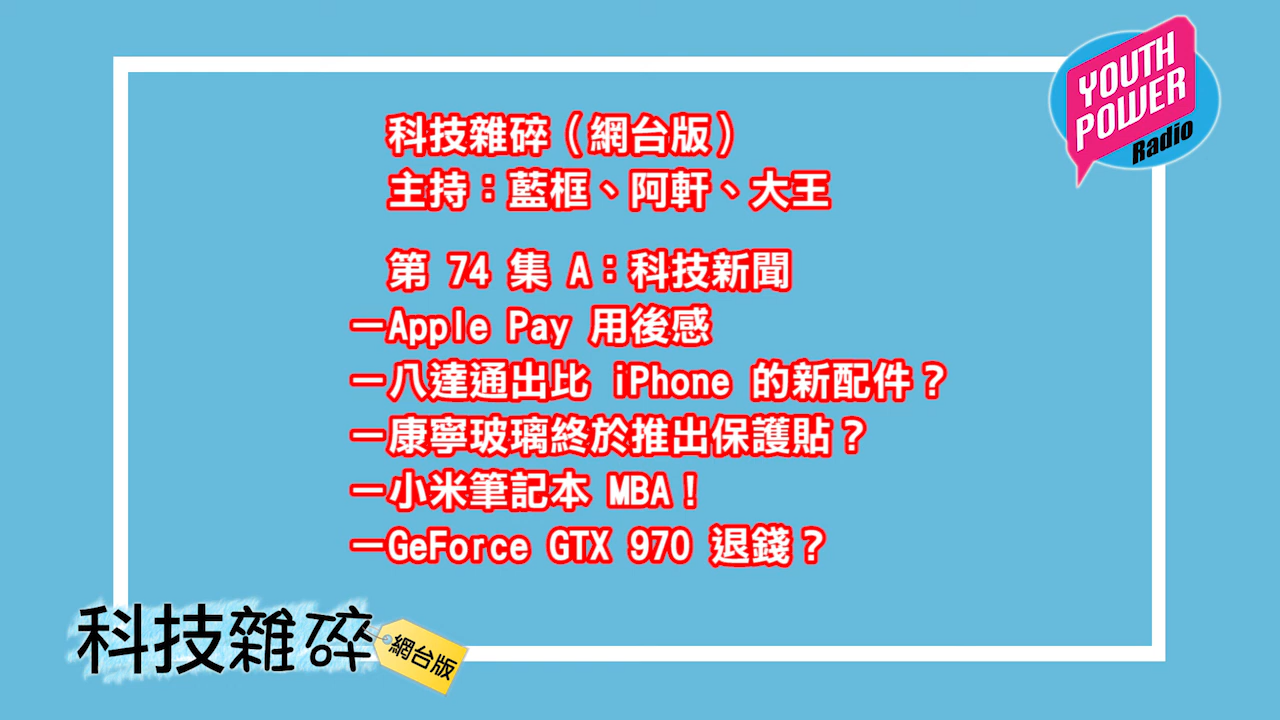 YOUTH
POWER
Radio
科技雜碎（網台版）
主持：藍框、阿軒、大王
第 74 集 A：科技新聞
－Apple Pay 用後感
－八達通出比 iPhone 的新配件？
－康寧玻璃終於推出保護貼？
－小米筆記本 MBA！
－GeForce GTX 970 退錢？
科技雜碎
網台版